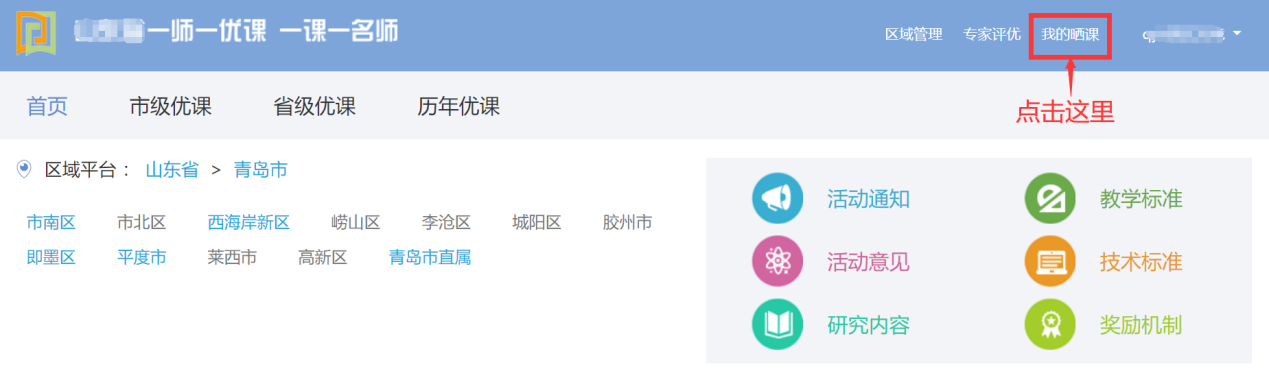 一师一优课 一课一名师
区域管理 专家评优 我的晒课
点击这里
首页 市级优课 省级优课 历年优课
区域平台： 山东省 > 青岛市
市南区 市北区 西海岸新区 崂山区 李沧区 城阳区 胶州市
即墨区 平度市 莱西市 高新区 青岛市直属
活动通知 教学标准
活动意见 技术标准
研究内容 奖励机制